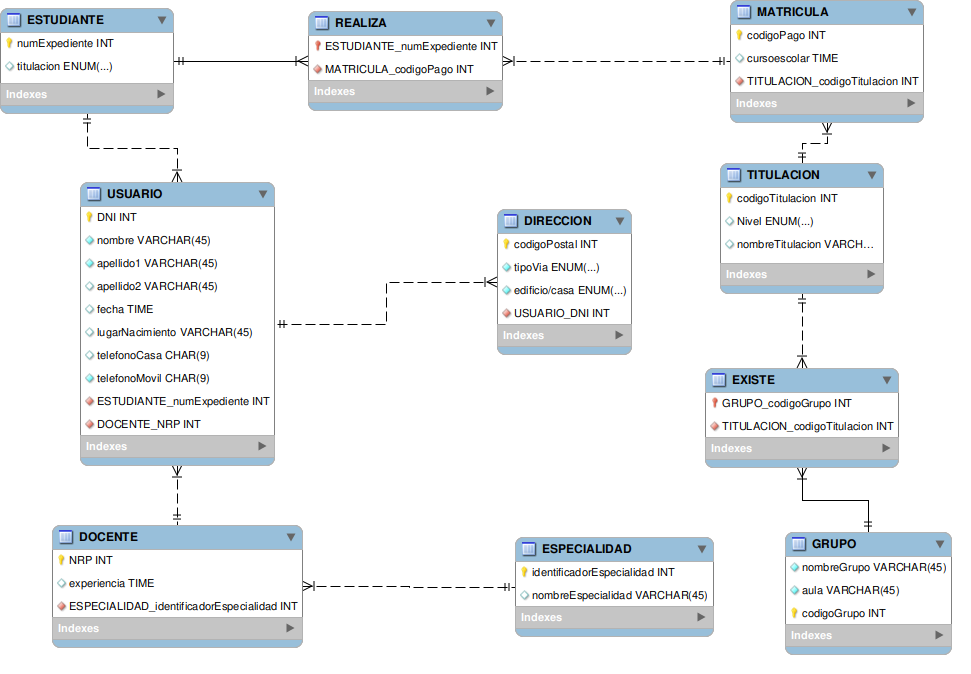 ESTUDIANTE
numExpediente INT
titulacion ENUM(...)
Indexes
REALIZA
ESTUDIANTE_numExpediente INT
MATRICULA_codigoPago INT
Indexes
MATRICULA
codigoPago INT
cursoescolar TIME
TITULACION_codigoTitulacion INT
Indexes
USUARIO
DNI INT
nombre VARCHAR(45)
apellido1 VARCHAR(45)
apellido2 VARCHAR(45)
fecha TIME
lugarNacimiento VARCHAR(45)
telefonoCasa CHAR(9)
telefonoMovil CHAR(9)
ESTUDIANTE_numExpediente INT
DOCENTE_NRP INT
Indexes
DIRECCION
codigoPostal INT
tipoVia ENUM(...)
edificio/casa ENUM(...)
USUARIO_DNI INT
Indexes
TITULACION
codigoTitulacion INT
Nivel ENUM(...)
nombreTitulacion VARCH...
Indexes
EXISTE
GRUPO_codigoGrupo INT
TITULACION_codigoTitulacion INT
Indexes
DOCENTE
NRP INT
experiencia TIME
ESPECIALIDAD_identificadorEspecialidad INT
Indexes
ESPECIALIDAD
identificadorEspecialidad INT
nombreEspecialidad VARCHAR(45)
Indexes
GRUPO
nombreGrupo VARCHAR(45)
aula VARCHAR(45)
codigoGrupo INT
Indexes